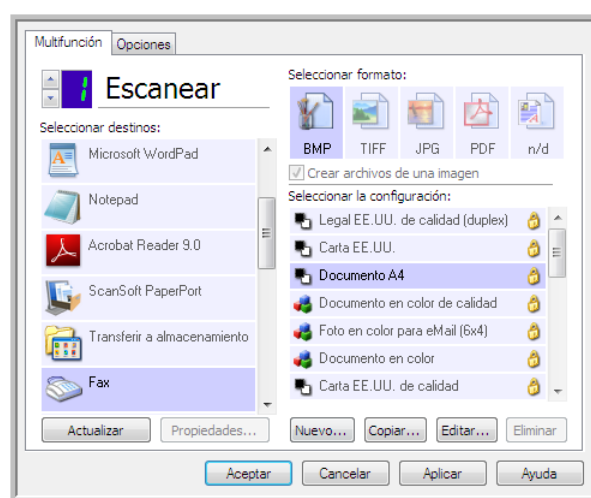 Multifunción
Opciones
1
Escanear
Seleccionar destinos:
Microsoft WordPad
Notepad
Acrobat Reader 9.0
ScanSoft PaperPort
Transferir a almacenamiento
Fax
Actualizar
Propiedades...
Seleccionar formato:
BMP TIFF JPG PDF n/d
Crear archivos de una imagen
Seleccionar la configuración:
Legal EE.UU. de calidad (duplex)
Carta EE.UU.
Documento A4
Documento en color de calidad
Foto en color para eMail (6x4)
Documento en color
Carta EE.UU. de calidad
Nuevo... Copiar... Editar... Eliminar
Aceptar Cancelar Aplicar Ayuda